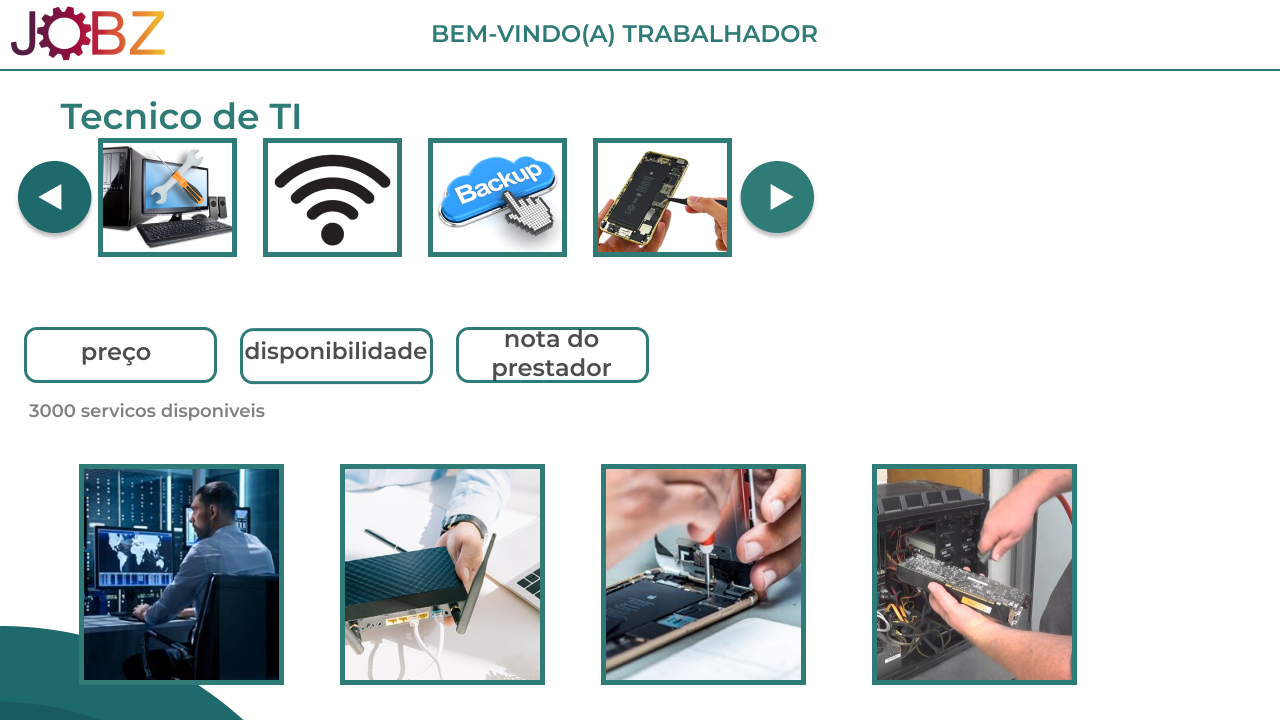 JOBZ
BEM-VINDO(A) TRABALHADOR
Tecnico de TI
Backup
preço
disponibilidade
nota do
prestador
3000 servicos disponiveis